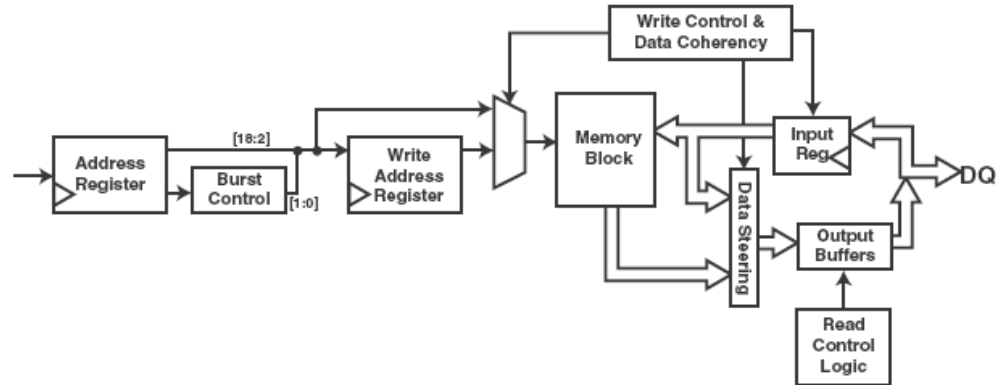 Write Control &
Data Coherency
[18:2]
Address
Register
Burst
Control
[1:0]
Write
Address
Register
Memory
Block
Input
Reg
DQ
Data Steering
Output
Buffers
Read
Control
Logic